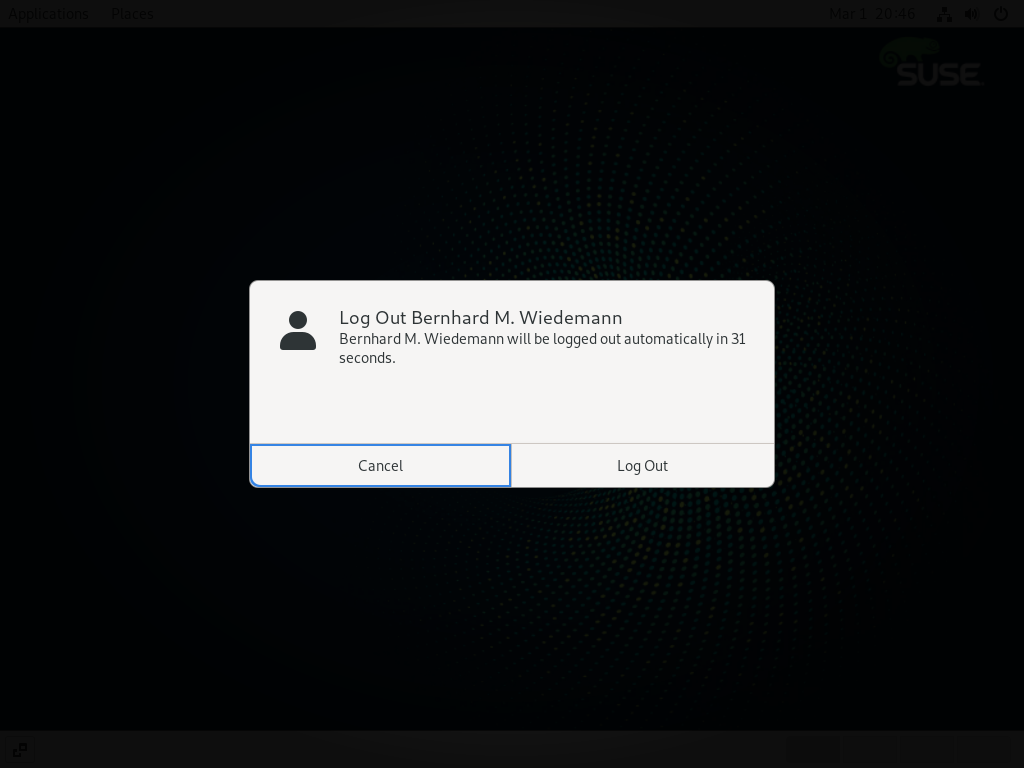 Applications Places Mar 1 20:46
SUSE
Log Out Bernhard M. Wiedemann
Bernhard M. Wiedemann will be logged out automatically in 31
seconds.
Cancel Log Out